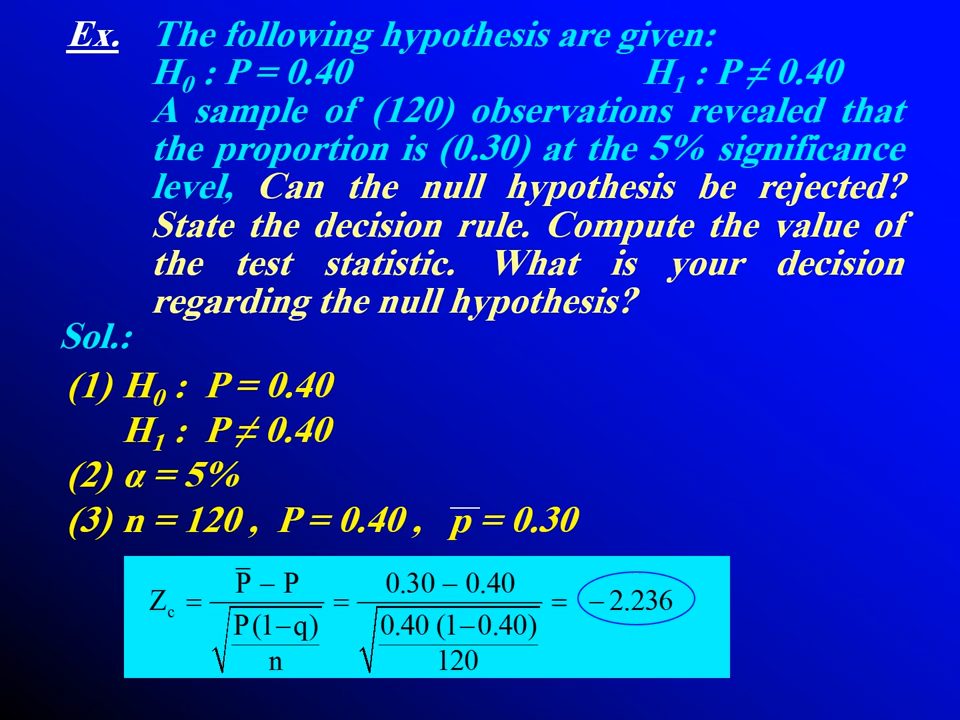 Ex. The following hypothesis are given:
H₀ : P = 0.40 H₁ : P ≠ 0.40
A sample of (120) observations revealed that
the proportion is (0.30) at the 5% significance
level, Can the null hypothesis be rejected?
State the decision rule. Compute the value of
the test statistic. What is your decision
regarding the null hypothesis?
Sol.:
(1) H₀ : P = 0.40
H₁ : P ≠ 0.40
(2) α = 5%
(3) n = 120 , P = 0.40 , p̅ = 0.30
Z_c = (P̅ – P) / √(P(1–q) / n) = (0.30 – 0.40) / √(0.40 (1–0.40) / 120) = – 2.236